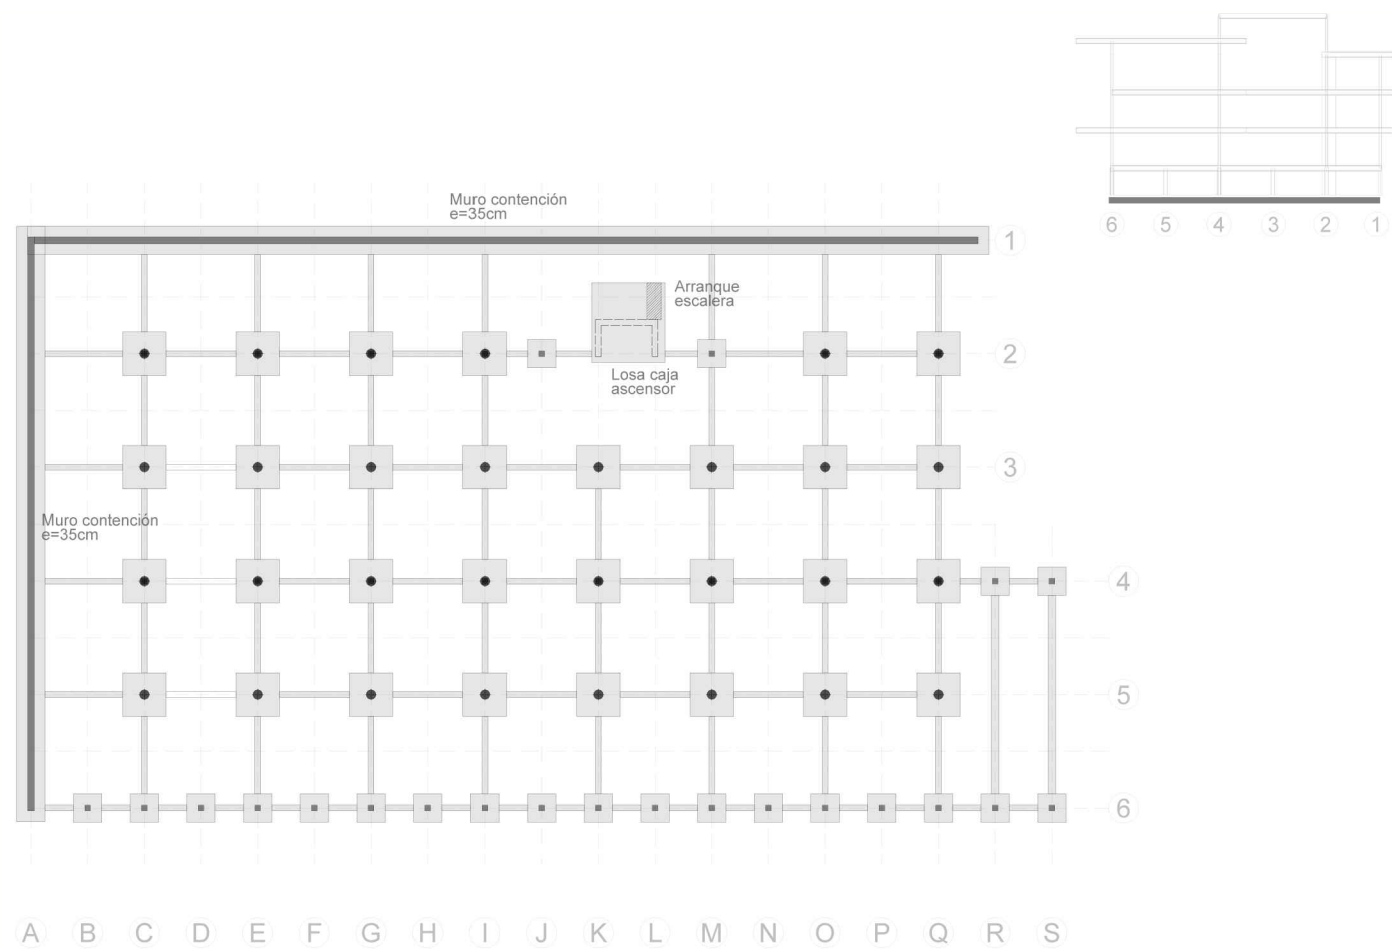 6 5 4 3 2 1
Muro contención
e=35cm
1
Arranque
escalera
2
Losa caja
ascensor
3
Muro contención
e=35cm
4
5
6
A B C D E F G H I J K L M N O P Q R S